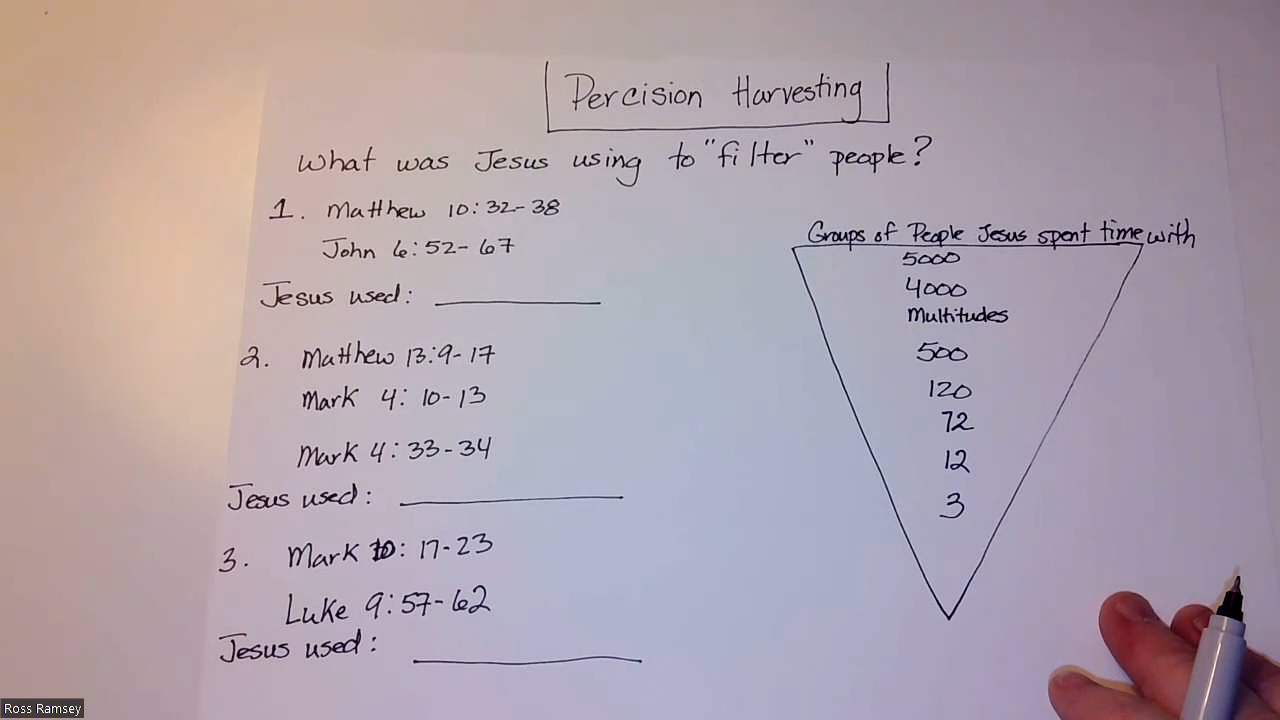 Percision Harvesting
What was Jesus using to "filter" people?
1. Matthew 10:32-38
John 6:52-67
Jesus used:
2. Matthew 13:9-17
Mark 4:10-13
Mark 4:33-34
Jesus used:
3. Mark 10:17-23
Luke 9:57-62
Jesus used:
Groups of People Jesus spent time with
5000
4000
Multitudes
500
120
72
12
3
Ross Ramsey